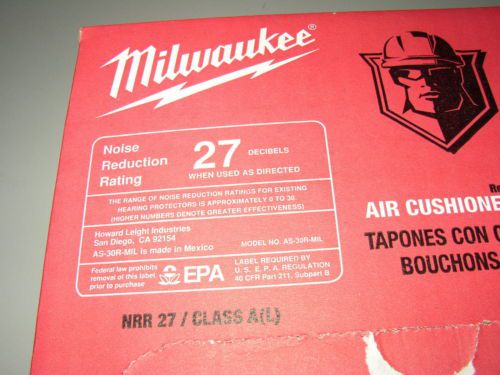 Milwaukee
Noise
Reduction
Rating
27 DECIBELS
WHEN USED AS DIRECTED
THE RANGE OF NOISE REDUCTION RATINGS FOR EXISTING
HEARING PROTECTORS IS APPROXIMATELY 0 TO 30.
(HIGHER NUMBERS DENOTE GREATER EFFECTIVENESS)
Howard Leight Industries
San Diego, CA 92154
AS-30R-MIL is made in Mexico
MODEL NO. AS-30R-MIL
Federal law prohibits
removal of this label
prior to purchase
EPA
LABEL REQUIRED BY
U. S. E. P. A. REGULATION
40 CFR Part 211, Subpart B
NRR 27 / CLASS A(L)
Re
AIR CUSHIONE
TAPONES CON C
BOUCHONS